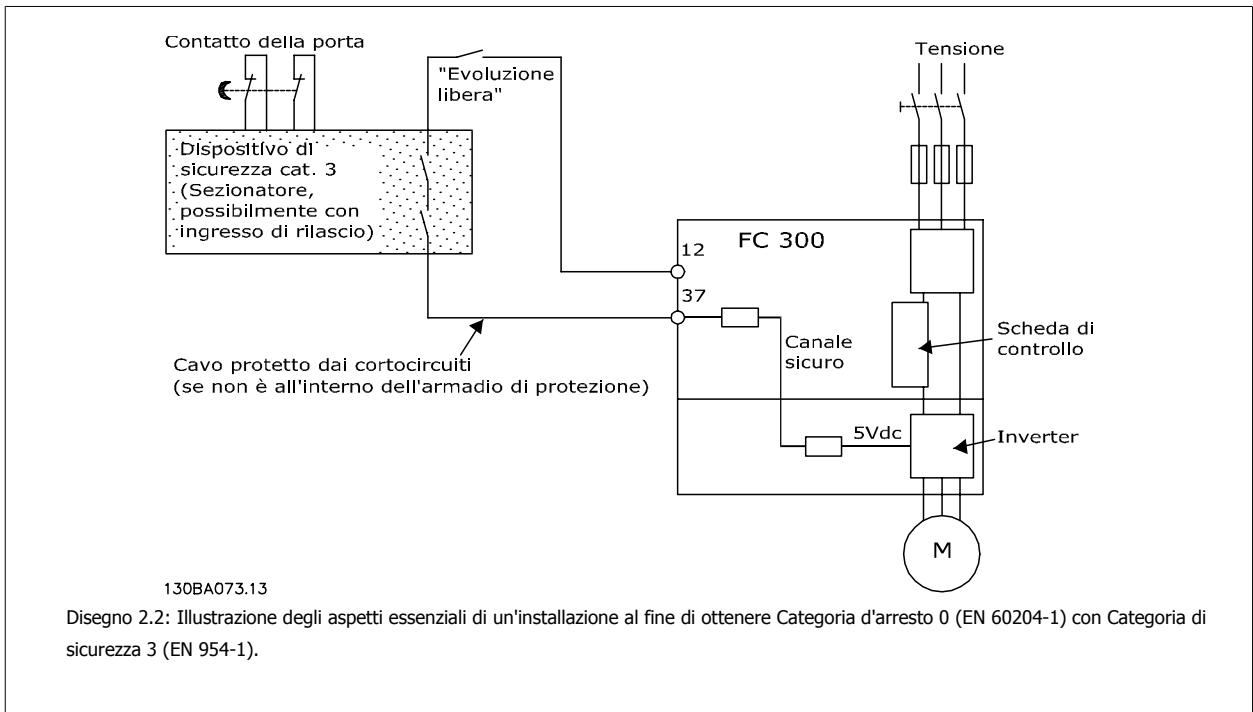 Contatto della porta
"Evoluzione
libera"
Tensione
Dispositivo di
sicurezza cat. 3
(Sezionatore,
possibilmente con
ingresso di rilascio)
12
FC 300
37
Canale
sicuro
Scheda di
controllo
Cavo protetto dai cortocircuiti
(se non è all'interno dell'armadio di protezione)
5Vdc
Inverter
M
130BA073.13
Disegno 2.2: Illustrazione degli aspetti essenziali di un'installazione al fine di ottenere Categoria d'arresto 0 (EN 60204-1) con Categoria di
sicurezza 3 (EN 954-1).